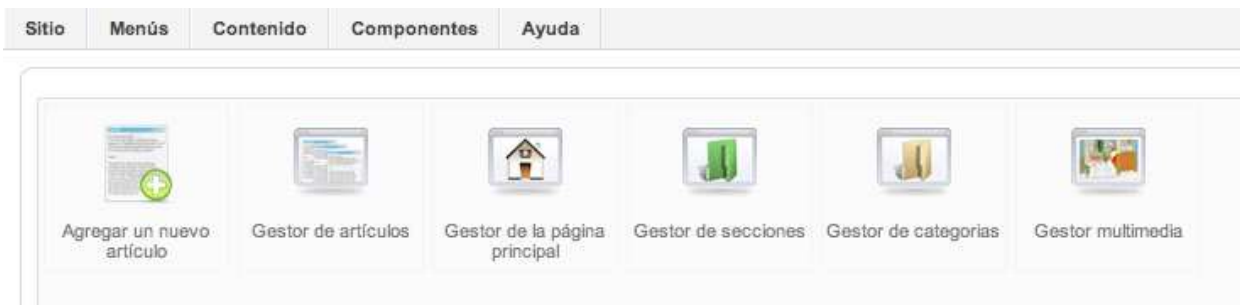 Sitio Menús Contenido Componentes Ayuda
Agregar un nuevo artículo
Gestor de artículos
Gestor de la página principal
Gestor de secciones
Gestor de categorias
Gestor multimedia